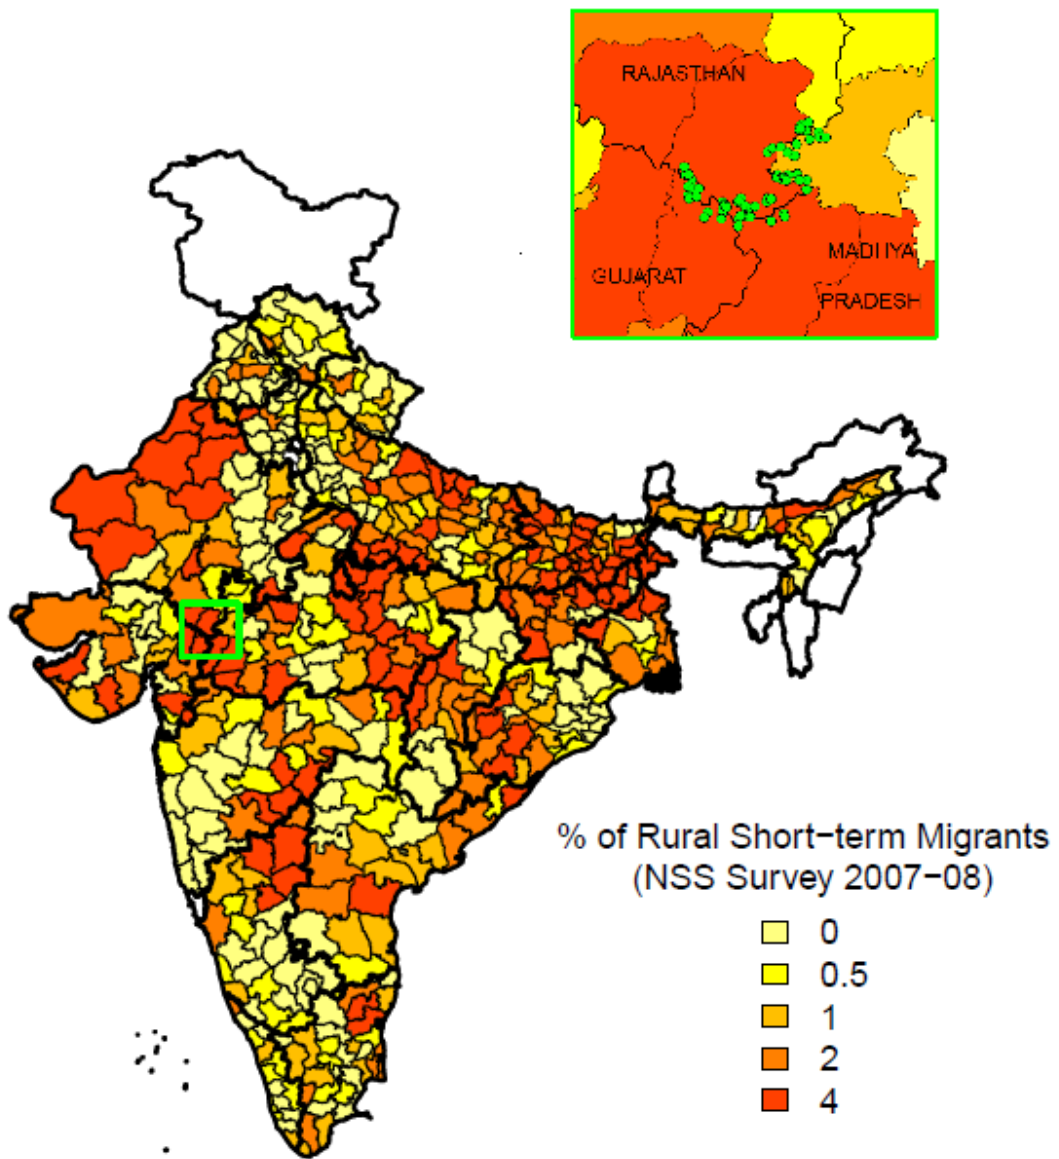 RAJASTHAN
GUJARAT
MADHYA
PRADESH
% of Rural Short−term Migrants
(NSS Survey 2007−08)
0
0.5
1
2
4